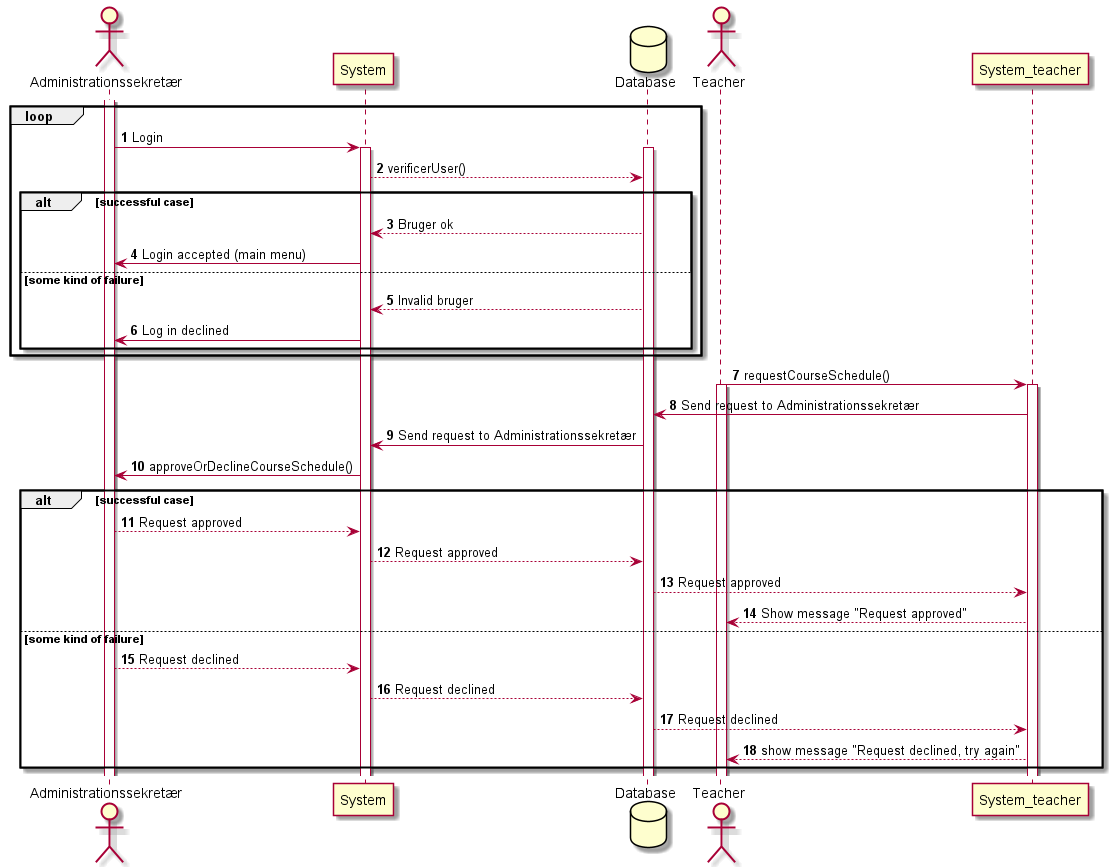 Administrationssekretær
System
Database
Teacher
System_teacher
loop
1 Login
2 verificerUser()
alt [successful case]
3 Bruger ok
4 Login accepted (main menu)
[some kind of failure]
5 Invalid bruger
6 Log in declined
7 requestCourseSchedule()
8 Send request to Administrationssekretær
9 Send request to Administrationssekretær
10 approveOrDeclineCourseSchedule()
alt [successful case]
11 Request approved
12 Request approved
13 Request approved
14 Show message "Request approved"
[some kind of failure]
15 Request declined
16 Request declined
17 Request declined
18 show message "Request declined, try again"
Administrationssekretær
System
Database
Teacher
System_teacher